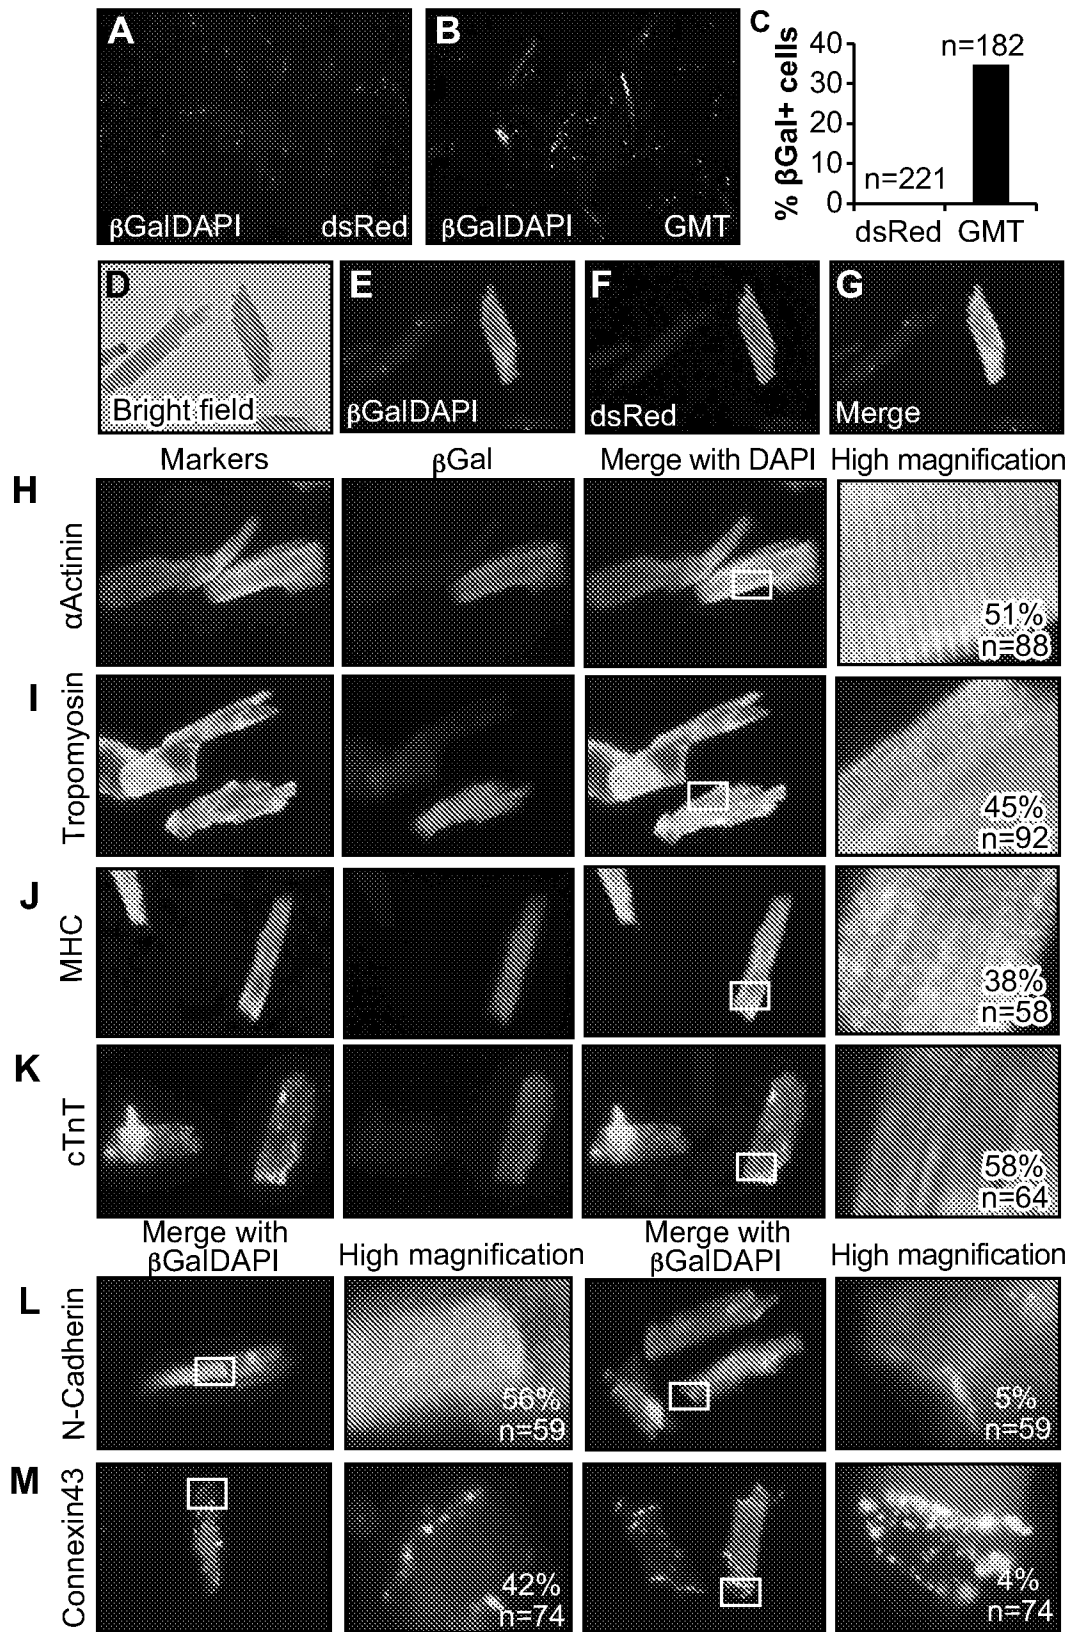 A
βGalDAPI dsRed
B
βGalDAPI GMT
C
% βGal+ cells
40
30
20
10
0
n=182
n=221
dsRed GMT
D
Bright field
E
βGalDAPI
F
dsRed
G
Merge
Markers βGal Merge with DAPI High magnification
H
αActinin
51%
n=88
I
Tropomyosin
45%
n=92
J
MHC
38%
n=58
K
cTnT
58%
n=64
Merge with
βGalDAPI
High magnification
Merge with
βGalDAPI
High magnification
L
N-Cadherin
56%
n=59
5%
n=59
M
Connexin43
42%
n=74
4%
n=74